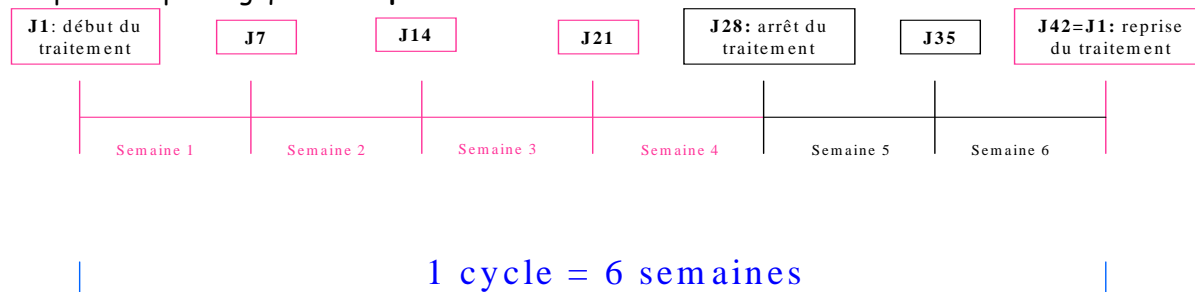 J1: début du
traitement
J7
J14
J21
J28: arrêt du
traitement
J35
J42=J1: reprise
du traitement
Semaine 1
Semaine 2
Semaine 3
Semaine 4
Semaine 5
Semaine 6
1 cycle = 6 semaines